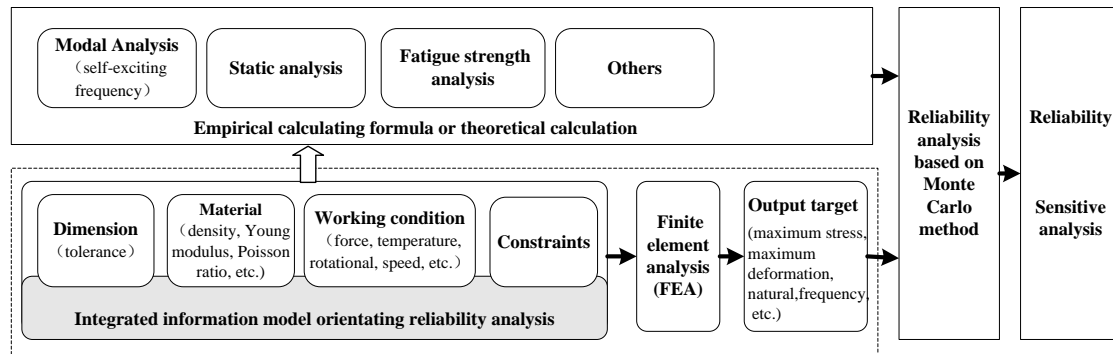 Modal Analysis
（self-exciting
frequency）
Static analysis
Fatigue strength
analysis
Others
Empirical calculating formula or theoretical calculation
Dimension
（tolerance）
Material
（density, Young
modulus, Poisson
ratio, etc.)
Working condition
（force, temperature,
rotational, speed, etc.）
Constraints
Integrated information model orientating reliability analysis
Finite
element
analysis
(FEA)
Output target
(maximum stress,
maximum
deformation,
natural,frequency,
etc.)
Reliability
analysis
based on
Monte
Carlo
method
Reliability
Sensitive
analysis